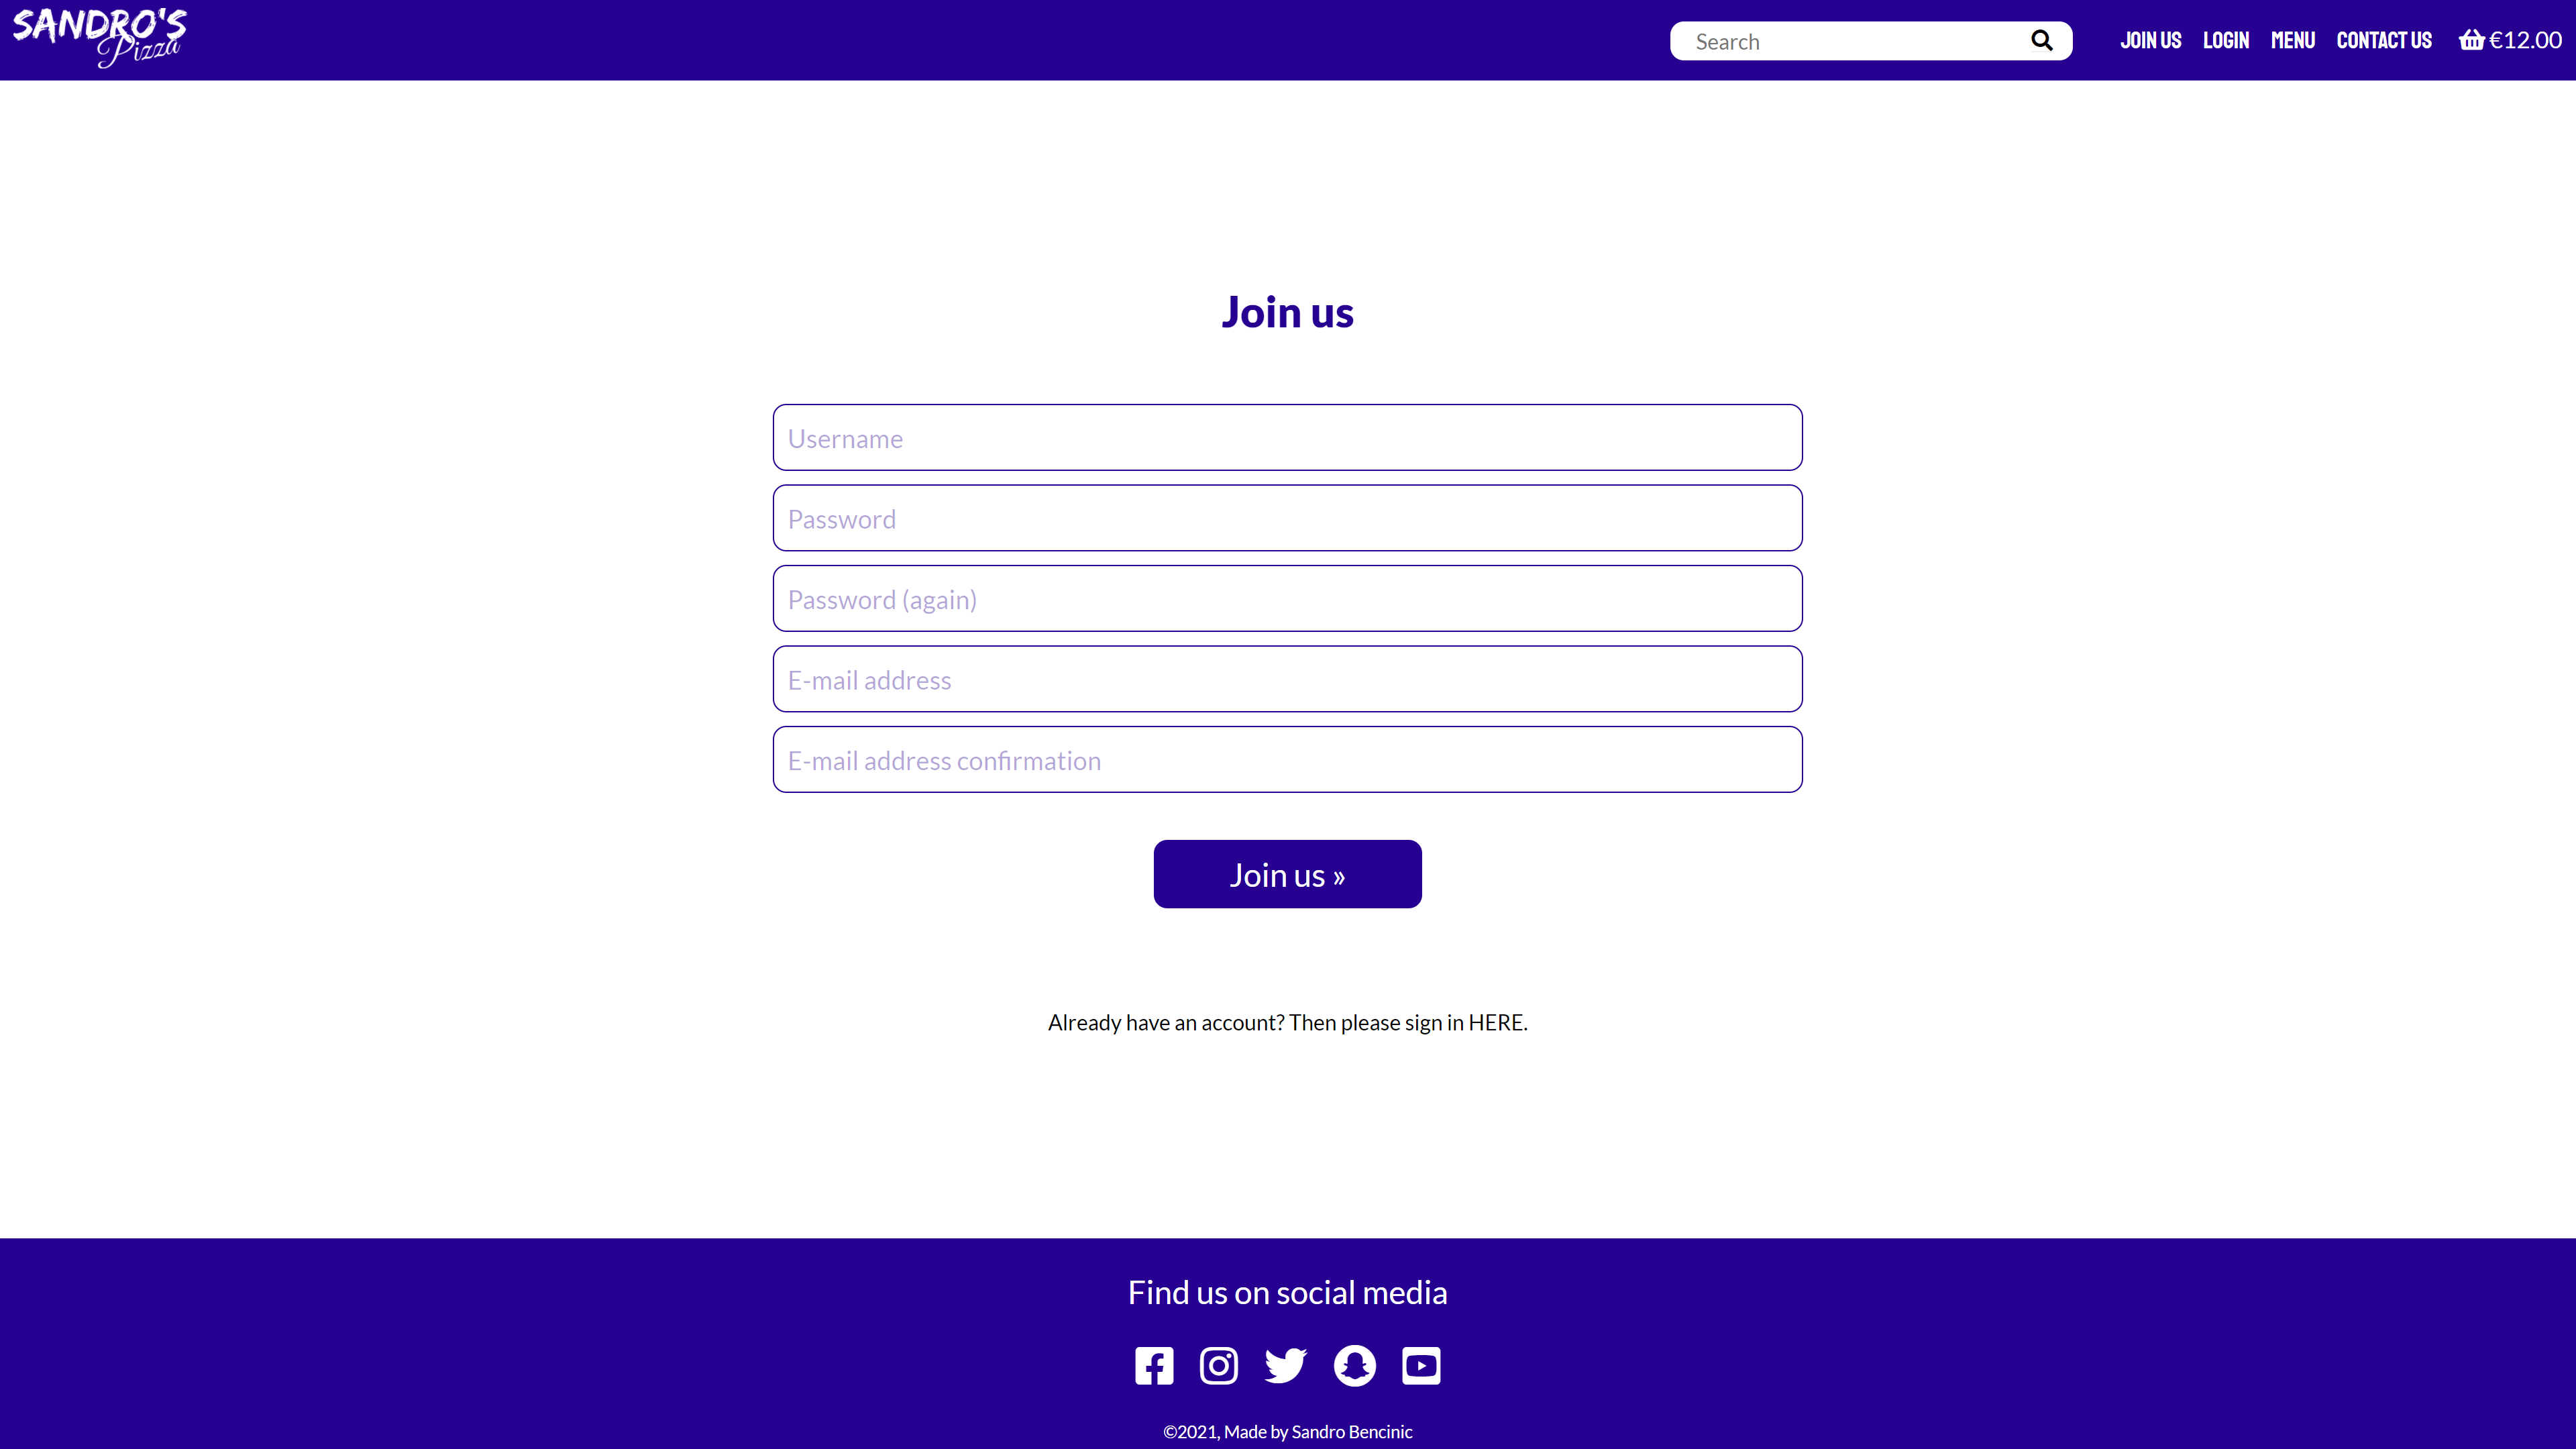 SANDRO'S
Pizza
Search
JOIN US
LOGIN
MENU
CONTACT US
€12.00
Join us
Username
Password
Password (again)
E-mail address
E-mail address confirmation
Join us »
Already have an account? Then please sign in HERE.
Find us on social media
©2021, Made by Sandro Bencinic